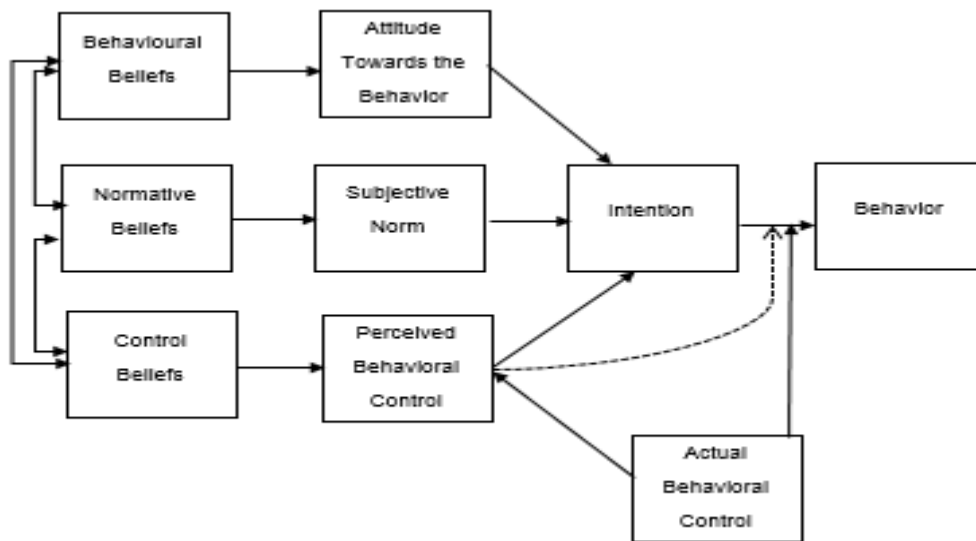 Behavioural
Beliefs
Attitude
Towards the
Behavior
Normative
Beliefs
Subjective
Norm
Intention
Behavior
Control
Beliefs
Perceived
Behavioral
Control
Actual
Behavioral
Control